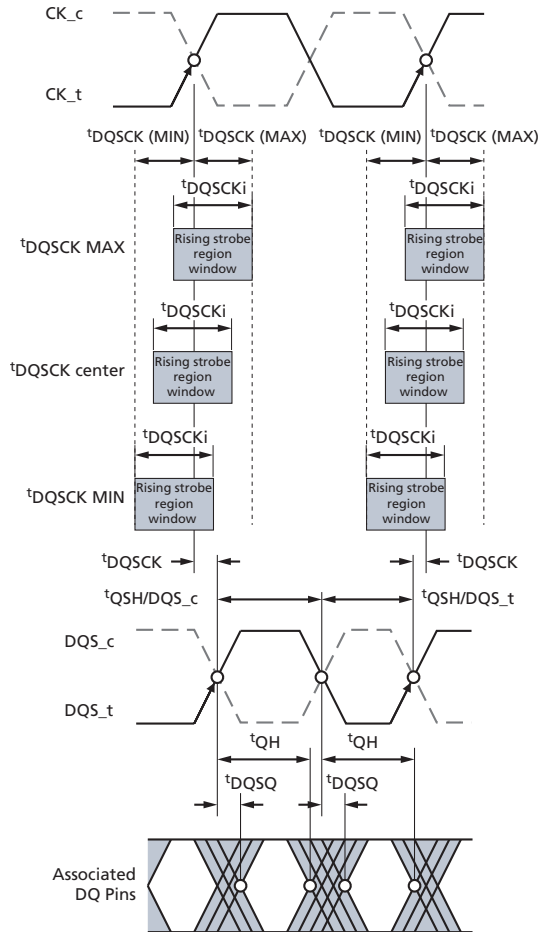 CK_c
CK_t
tDQSCK (MIN) tDQSCK (MAX) tDQSCK (MIN) tDQSCK (MAX)
tDQSCKi tDQSCKi
tDQSCK MAX
Rising strobe
region
window
Rising strobe
region
window
tDQSCKi tDQSCKi
tDQSCK center
Rising strobe
region
window
Rising strobe
region
window
tDQSCKi tDQSCKi
tDQSCK MIN
Rising strobe
region
window
Rising strobe
region
window
tDQSCK tDQSCK
tQSH/DQS_c tQSH/DQS_t
DQS_c
DQS_t
tQH tQH
tDQSQ tDQSQ
Associated
DQ Pins